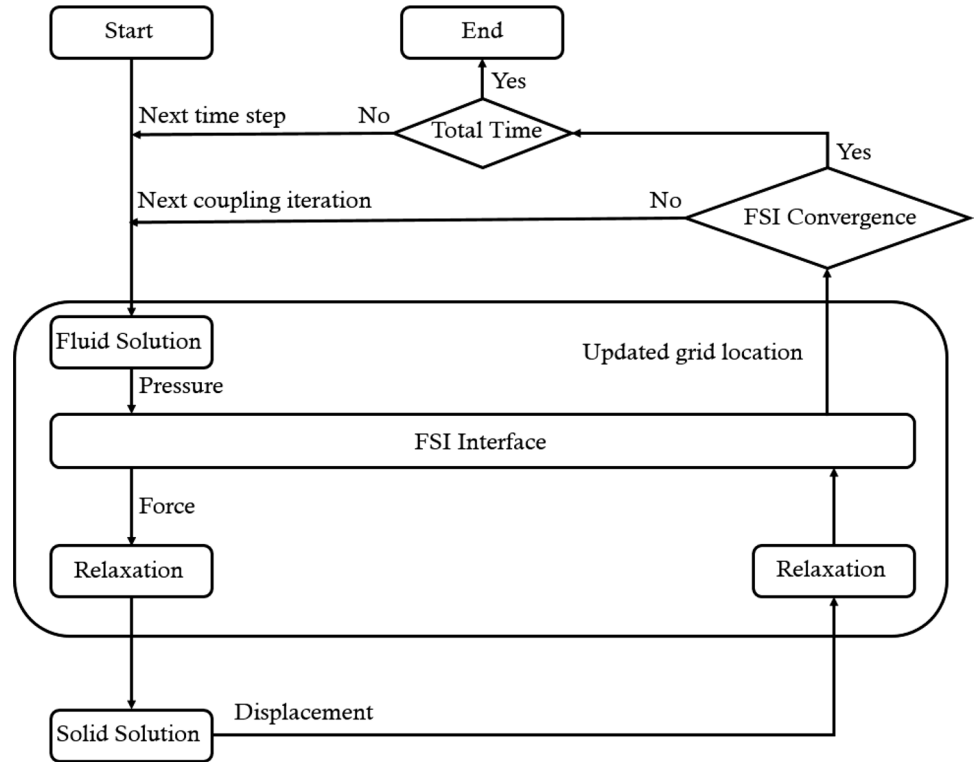 Start
End
Yes
Next time step
No
Total Time
Yes
Next coupling iteration
No
FSI Convergence
Fluid Solution
Updated grid location
Pressure
FSI Interface
Force
Relaxation
Relaxation
Displacement
Solid Solution